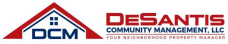 DCM
DESANTIS
COMMUNITY MANAGEMENT, LLC
YOUR NEIGHBORHOOD PROPERTY MANAGER